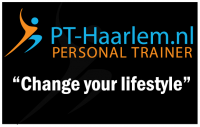 PT-Haarlem.nl
PERSONAL TRAINER
“Change your lifestyle”